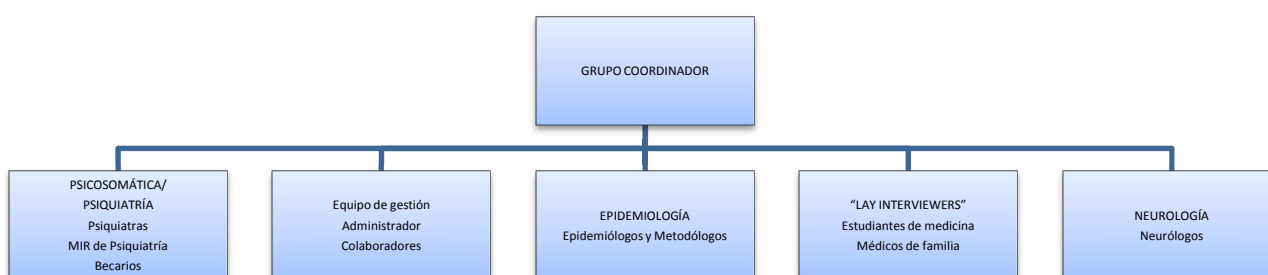 GRUPO COORDINADOR
PSICOSOMÁTICA/
PSIQUIATRÍA
Psiquiatras
MIR de Psiquiatría
Becarios
Equipo de gestión
Administrador
Colaboradores
EPIDEMIOLOGÍA
Epidemiólogos y Metodólogos
“LAY INTERVIEWERS”
Estudiantes de medicina
Médicos de familia
NEUROLOGÍA
Neurólogos